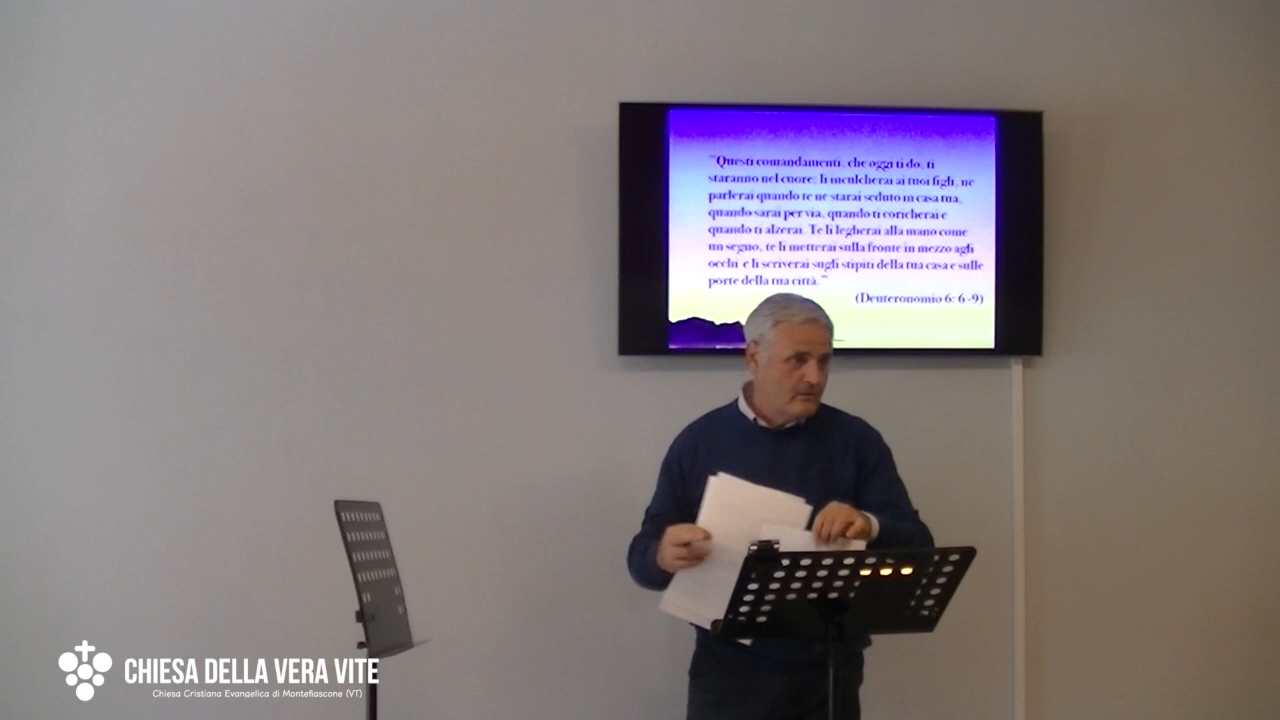 "Questi comandamenti, che oggi ti do, ti
staranno nel cuore; li inculcherai ai tuoi figli, ne
parlerai quando te ne starai seduto in casa tua,
quando sarai per via, quando ti coricherai e
quando ti alzerai. Te li legherai alla mano come
un segno, te li metterai sulla fronte in mezzo agli
occhi e li scriverai sugli stipiti della tua casa e sulle
porte della tua città."
(Deuteronomio 6: 6-9)
CHIESA DELLA VERA VITE
Chiesa Cristiana Evangelica di Montefiascone (VT)